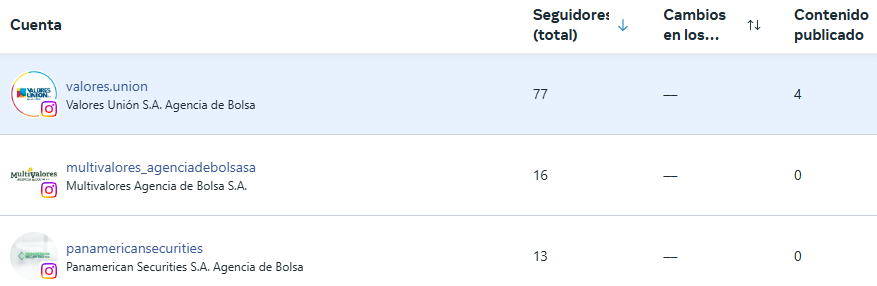 Cuenta
Seguidores (total)
Cambios en los...
Contenido publicado
VALORES UNION
valores.union
Valores Unión S.A. Agencia de Bolsa
77
—
4
Multivalores
multivalores_agenciadebolsasa
Multivalores Agencia de Bolsa S.A.
16
—
0
panamericansecurities
Panamerican Securities S.A. Agencia de Bolsa
13
—
0